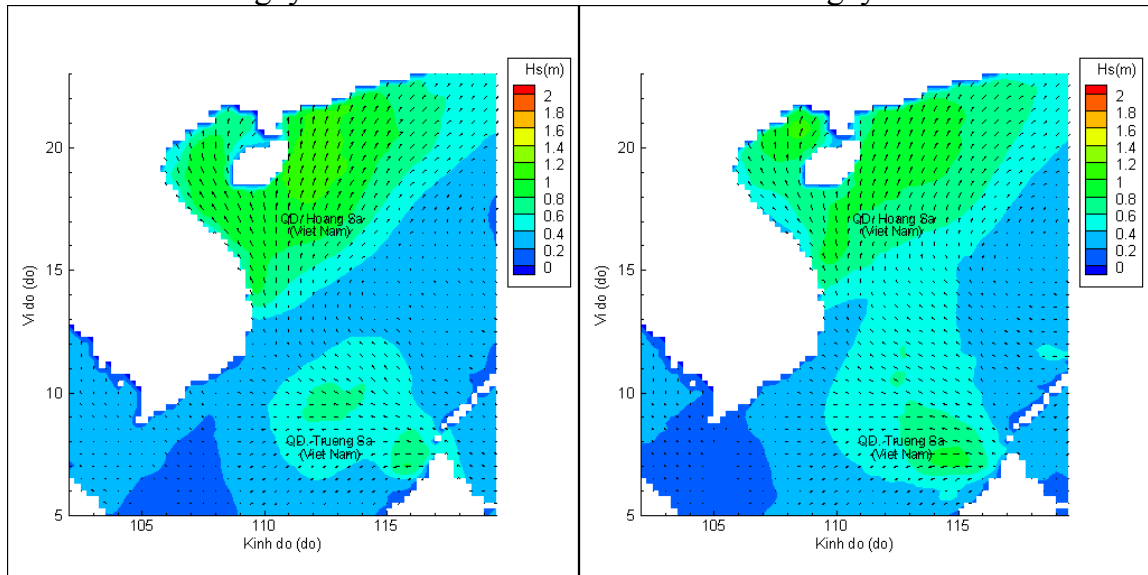 Hs(m)
2
1.8
1.6
1.4
1.2
1
0.8
0.6
0.4
0.2
0
20
15
10
5
Vi do (do)
QD. Hoang Sa
(Viet Nam)
QD. Truong Sa
(Viet Nam)
105
110
115
Kinh do (do)
Hs(m)
2
1.8
1.6
1.4
1.2
1
0.8
0.6
0.4
0.2
0
20
15
10
5
Vi do (do)
QD. Hoang Sa
(Viet Nam)
QD. Truong Sa
(Viet Nam)
105
110
115
Kinh do (do)